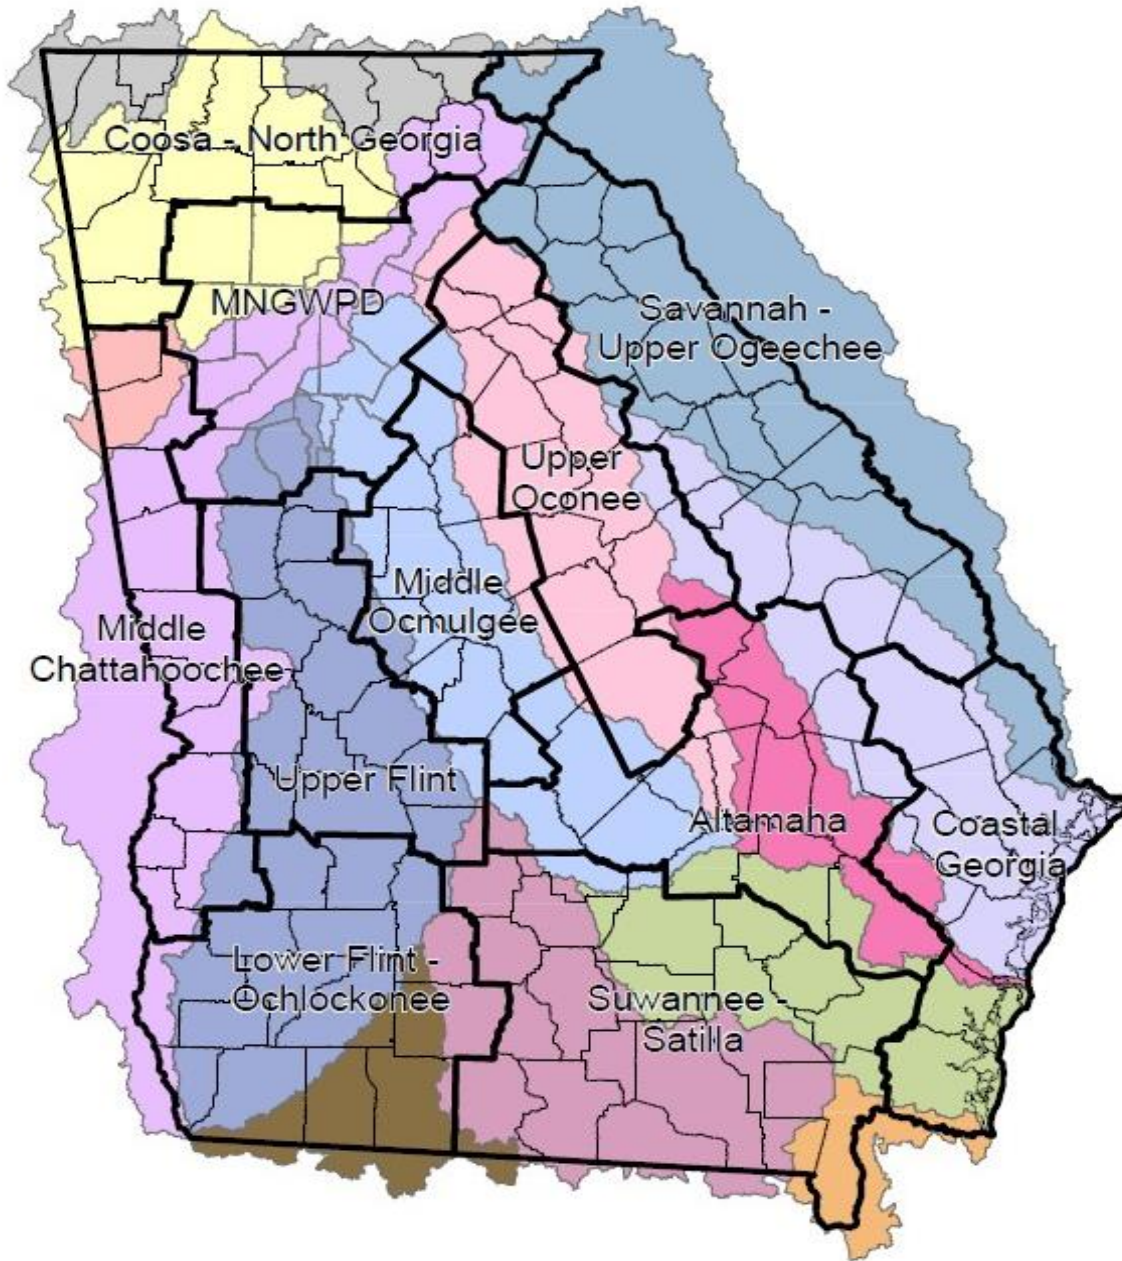 Coosa - North Georgia
MNGWPD
Savannah -
Upper Ogeechee
Upper
Oconee
Middle
Ocmulgee
Middle
Chattahoochee
Upper Flint
Altamaha
Coastal
Georgia
Lower Flint -
Ochlockonee
Suwannee -
Satilla